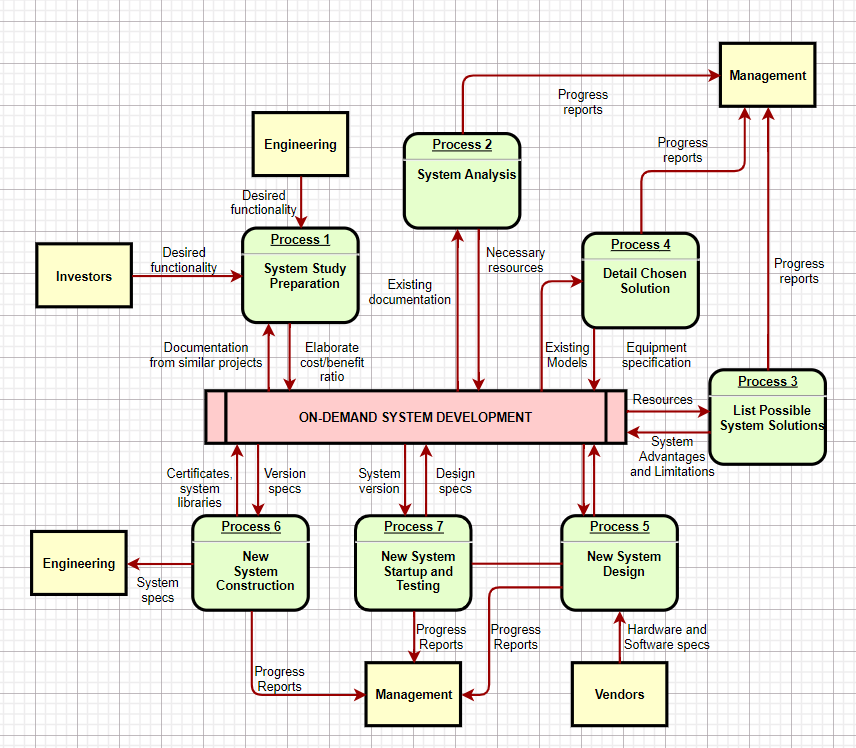 Management
Progress
reports
Engineering
Process 2
System Analysis
Progress
reports
Desired
functionality
Process 1
System Study
Preparation
Investors
Desired
functionality
Necessary
resources
Existing
documentation
Process 4
Detail Chosen
Solution
Progress
reports
Documentation
from similar projects
Elaborate
cost/benefit
ratio
Existing
Models
Equipment
specification
Process 3
List Possible
System Solutions
ON-DEMAND SYSTEM DEVELOPMENT
Resources
System
Advantages
and Limitations
Certificates,
system
libraries
Version
specs
System
version
Design
specs
Process 6
New
System
Construction
Process 7
New System
Startup and
Testing
Process 5
New System
Design
Engineering
System
specs
Progress
Reports
Progress
Reports
Hardware and
Software specs
Progress
Reports
Management
Vendors